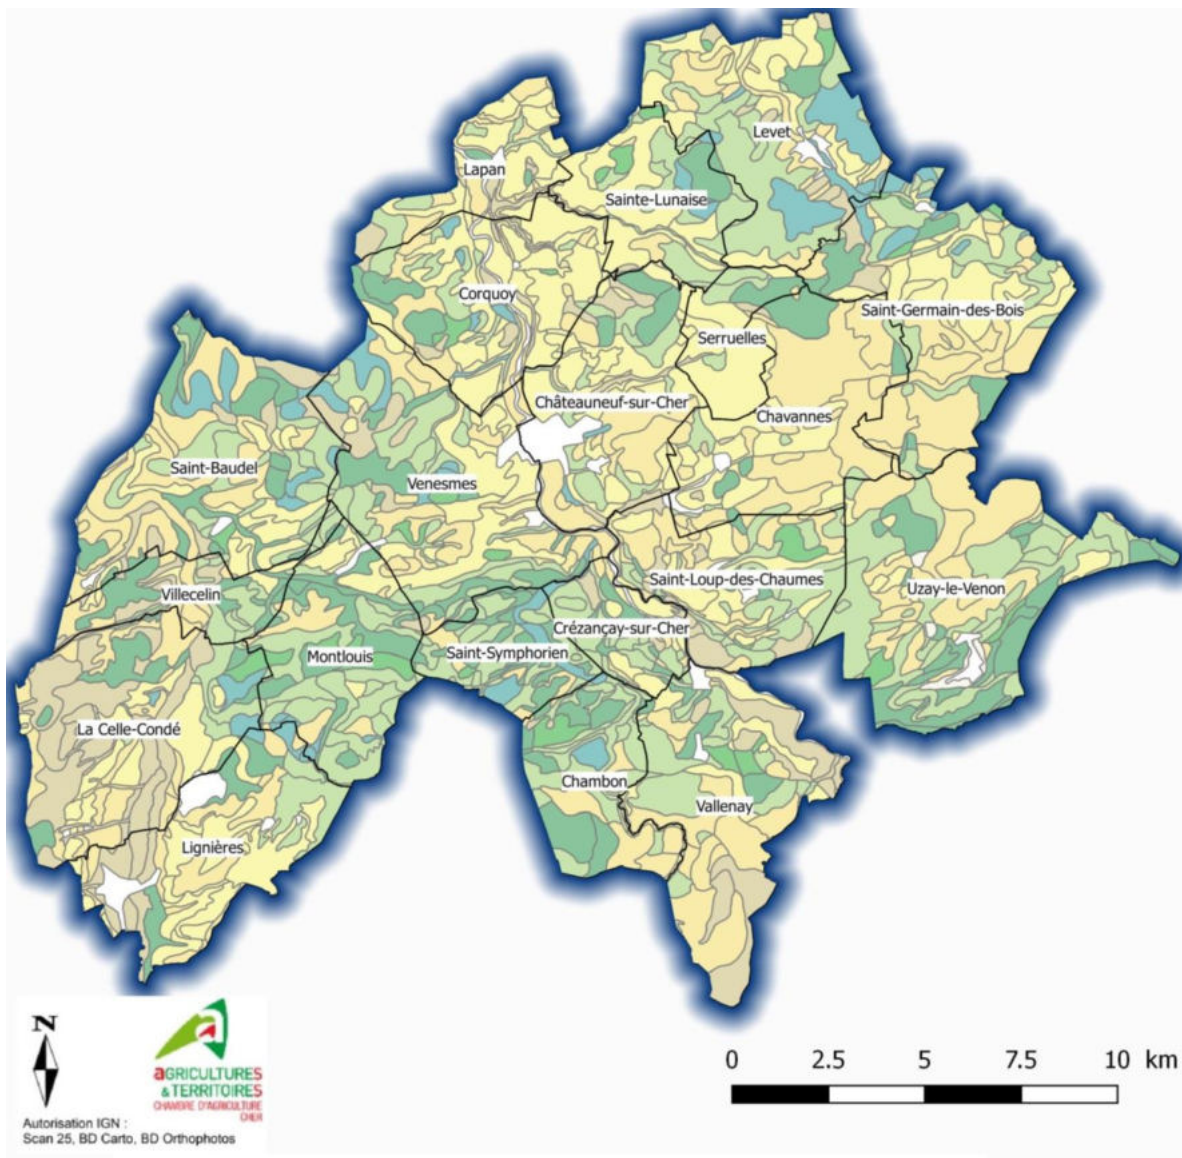 Levet
Lapan
Sainte-Lunaise
Corquoy
Saint-Germain-des-Bois
Serruelles
Châteauneuf-sur-Cher
Chavannes
Saint-Baudel
Venesmes
Saint-Loup-des-Chaumes
Uzay-le-Venon
Villecelin
Crézançay-sur-Cher
Saint-Symphorien
Montlouis
La Celle-Condé
Chambon
Vallenay
Lignières
N
aGRICULTURES
& TERRITOIRES
CHAMBRE D'AGRICULTURE
CHER
Autorisation IGN :
Scan 25, BD Carto, BD Orthophotos
0 2.5 5 7.5 10 km